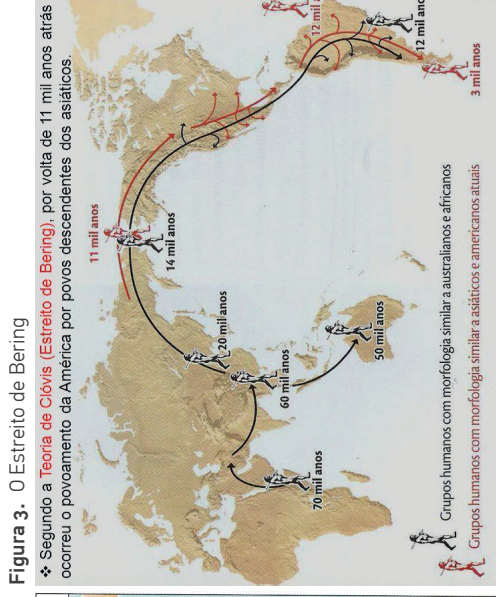 Figura 3. O Estreito de Bering
❖ Segundo a Teoria de Clóvis (Estreito de Bering), por volta de 11 mil anos atrás
ocorreu o povoamento da América por povos descendentes dos asiáticos.
11 mil anos
14 mil anos
20 mil anos
60 mil anos
70 mil anos
50 mil anos
12 mil
12 mil
3 mil anos
Grupos humanos com morfologia similar a australianos e africanos
Grupos humanos com morfologia similar a asiáticos e americanos atuais